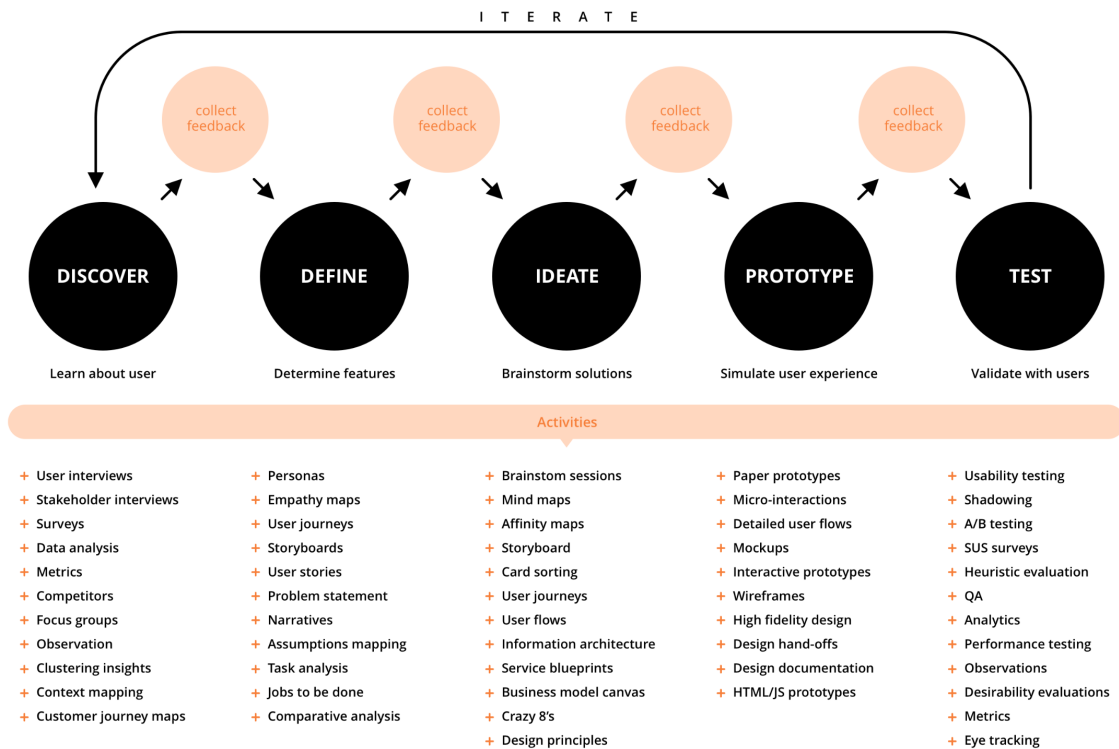 I T E R A T E
collect
feedback
collect
feedback
collect
feedback
collect
feedback
DISCOVER
DEFINE
IDEATE
PROTOTYPE
TEST
Learn about user
Determine features
Brainstorm solutions
Simulate user experience
Validate with users
Activities
+ User interviews
+ Stakeholder interviews
+ Surveys
+ Data analysis
+ Metrics
+ Competitors
+ Focus groups
+ Observation
+ Clustering insights
+ Context mapping
+ Customer journey maps
+ Personas
+ Empathy maps
+ User journeys
+ Storyboards
+ User stories
+ Problem statement
+ Narratives
+ Assumptions mapping
+ Task analysis
+ Jobs to be done
+ Comparative analysis
+ Brainstom sessions
+ Mind maps
+ Affinity maps
+ Storyboard
+ Card sorting
+ User journeys
+ User flows
+ Information architecture
+ Service blueprints
+ Business model canvas
+ Crazy 8’s
+ Design principles
+ Paper prototypes
+ Micro-interactions
+ Detailed user flows
+ Mockups
+ Interactive prototypes
+ Wireframes
+ High fidelity design
+ Design hand-offs
+ Design documentation
+ HTML/JS prototypes
+ Usability testing
+ Shadowing
+ A/B testing
+ SUS surveys
+ Heuristic evaluation
+ QA
+ Analytics
+ Performance testing
+ Observations
+ Desirability evaluations
+ Metrics
+ Eye tracking